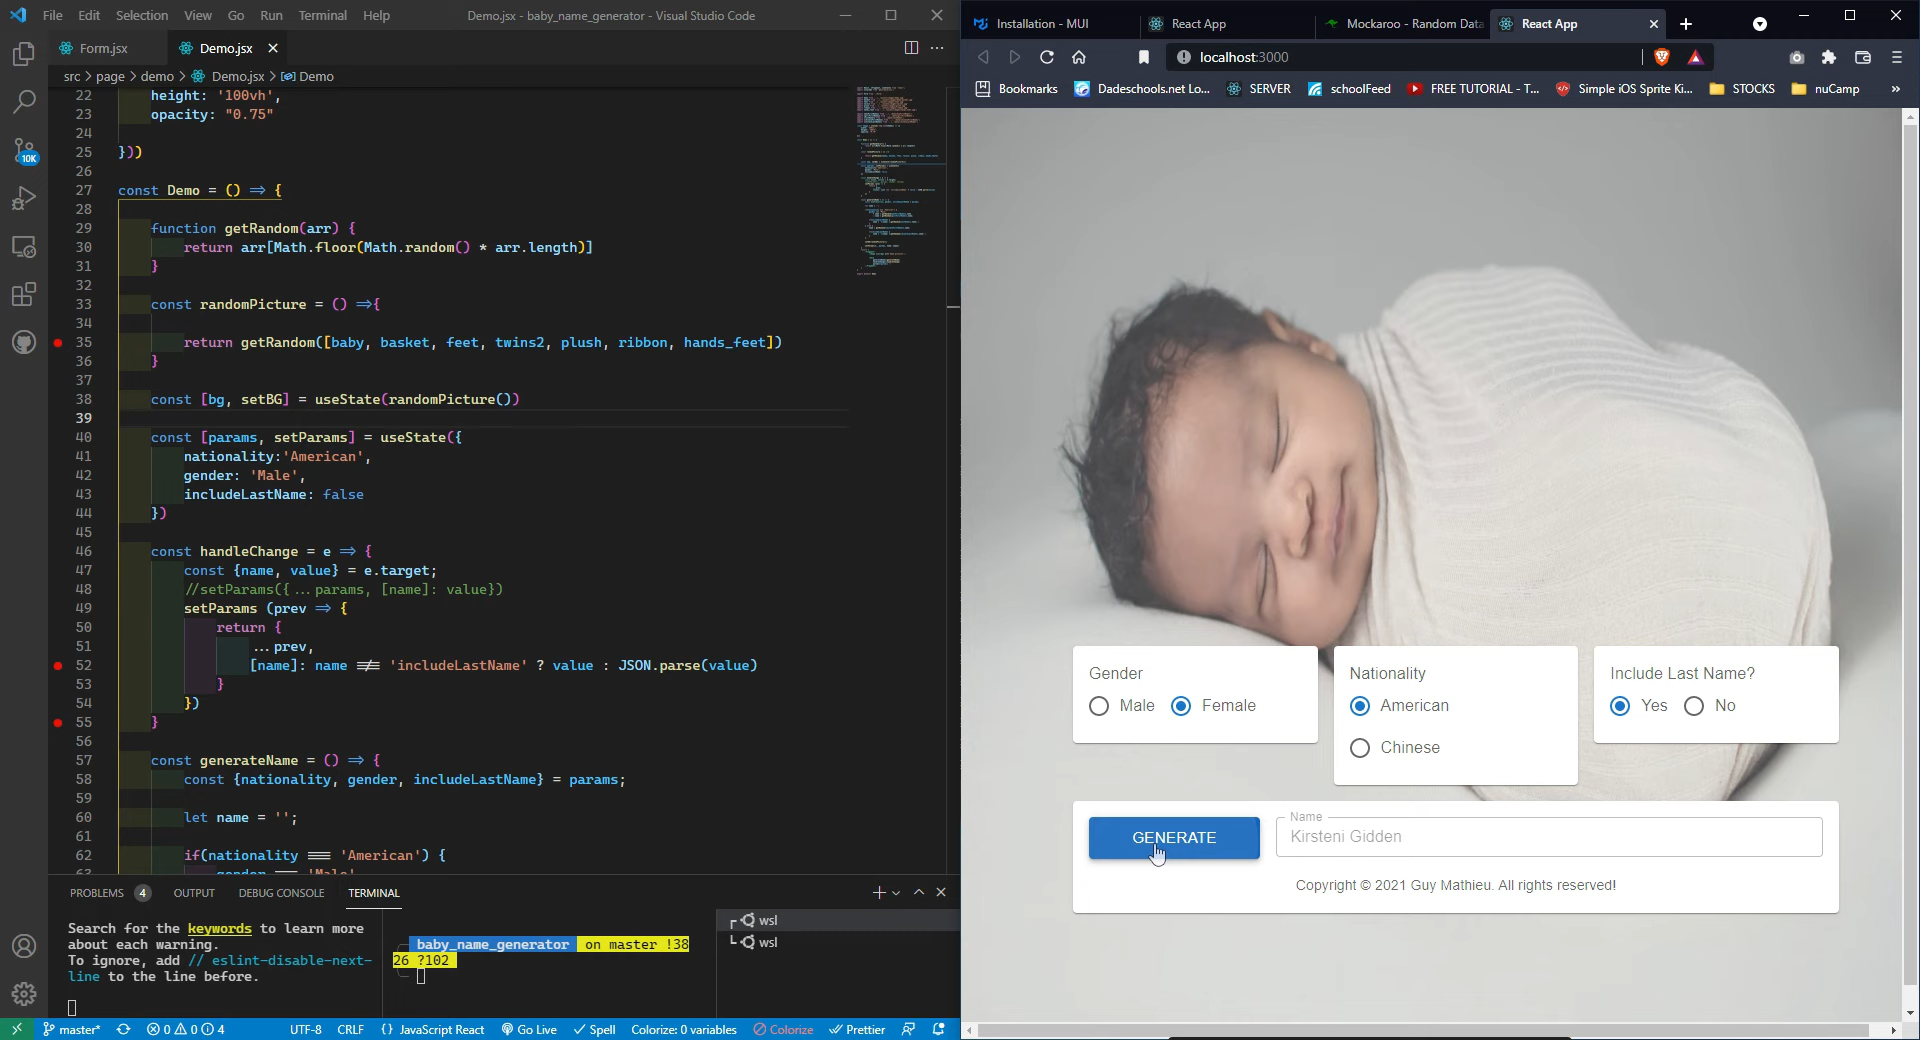 File Edit Selection View Go Run Terminal Help
Demo.jsx - baby_name_generator - Visual Studio Code
Form.jsx Demo.jsx
src > page > demo > Demo.jsx > Demo
22 height: '100vh',
23 opacity: "0.75"
24
25 }))
26
27 const Demo = () => {
28
29 function getRandom(arr) {
30 return arr[Math.floor(Math.random() * arr.length)]
31 }
32
33 const randomPicture = () =>{
34
35 return getRandom([baby, basket, feet, twins2, plush, ribbon, hands_feet])
36 }
37
38 const [bg, setBG] = useState(randomPicture())
39
40 const [params, setParams] = useState({
41 nationality:'American',
42 gender: 'Male',
43 includeLastName: false
44 })
45
46 const handleChange = e => {
47 const {name, value} = e.target;
48 //setParams({...params, [name]: value})
49 setParams (prev => {
50 return {
51 ...prev,
52 [name]: name !== 'includeLastName' ? value : JSON.parse(value)
53 }
54 })
55 }
56
57 const generateName = () => {
58 const {nationality, gender, includeLastName} = params;
59
60 let name = '';
61
62 if(nationality === 'American') {
63 gender === 'Male'
PROBLEMS 4 OUTPUT DEBUG CONSOLE TERMINAL
Search for the keywords to learn more
about each warning.
To ignore, add // eslint-disable-next-
line to the line before.
baby_name_generator on master !38
26 ?102
wsl
wsl
10K
master* 0 0 4 UTF-8 CRLF {} JavaScript React Go Live Spell Colorize: 0 variables Colorize Prettier
Installation - MUI React App Mockaroo - Random Data React App
localhost:3000
Bookmarks Dadeschools.net Lo... SERVER schoolFeed FREE TUTORIAL - T... Simple iOS Sprite Ki... STOCKS nuCamp »
Gender
Male Female
Nationality
American
Chinese
Include Last Name?
Yes No
GENERATE
Name
Kirsteni Gidden
Copyright © 2021 Guy Mathieu. All rights reserved!